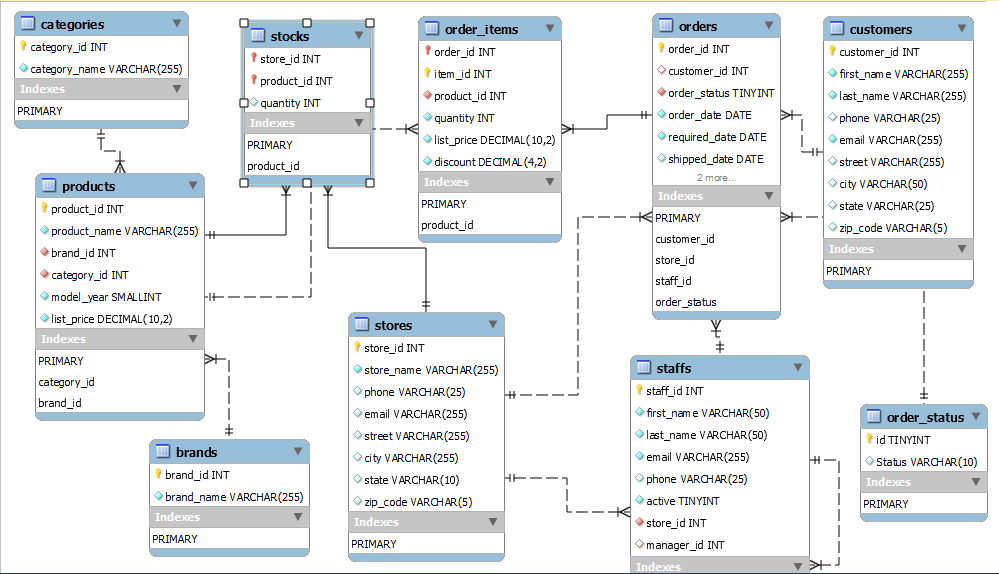 categories
category_id INT
category_name VARCHAR(255)
Indexes
PRIMARY
stocks
store_id INT
product_id INT
quantity INT
Indexes
PRIMARY
product_id
order_items
order_id INT
item_id INT
product_id INT
quantity INT
list_price DECIMAL(10,2)
discount DECIMAL(4,2)
Indexes
PRIMARY
product_id
orders
order_id INT
customer_id INT
order_status TINYINT
order_date DATE
required_date DATE
shipped_date DATE
2 more...
Indexes
PRIMARY
customer_id
store_id
staff_id
order_status
customers
customer_id INT
first_name VARCHAR(255)
last_name VARCHAR(255)
phone VARCHAR(25)
email VARCHAR(255)
street VARCHAR(255)
city VARCHAR(50)
state VARCHAR(25)
zip_code VARCHAR(5)
Indexes
PRIMARY
products
product_id INT
product_name VARCHAR(255)
brand_id INT
category_id INT
model_year SMALLINT
list_price DECIMAL(10,2)
Indexes
PRIMARY
category_id
brand_id
stores
store_id INT
store_name VARCHAR(255)
phone VARCHAR(25)
email VARCHAR(255)
street VARCHAR(255)
city VARCHAR(255)
state VARCHAR(10)
zip_code VARCHAR(5)
Indexes
PRIMARY
staffs
staff_id INT
first_name VARCHAR(50)
last_name VARCHAR(50)
email VARCHAR(255)
phone VARCHAR(25)
active TINYINT
store_id INT
manager_id INT
Indexes
order_status
id TINYINT
Status VARCHAR(10)
Indexes
PRIMARY
brands
brand_id INT
brand_name VARCHAR(255)
Indexes
PRIMARY